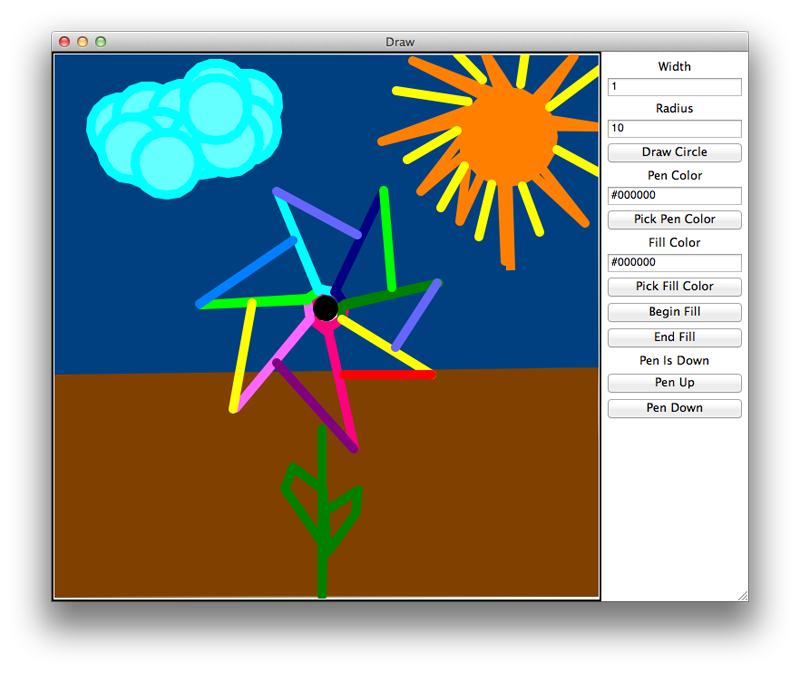 Draw
Width
1
Radius
10
Draw Circle
Pen Color
#000000
Pick Pen Color
Fill Color
#000000
Pick Fill Color
Begin Fill
End Fill
Pen Is Down
Pen Up
Pen Down